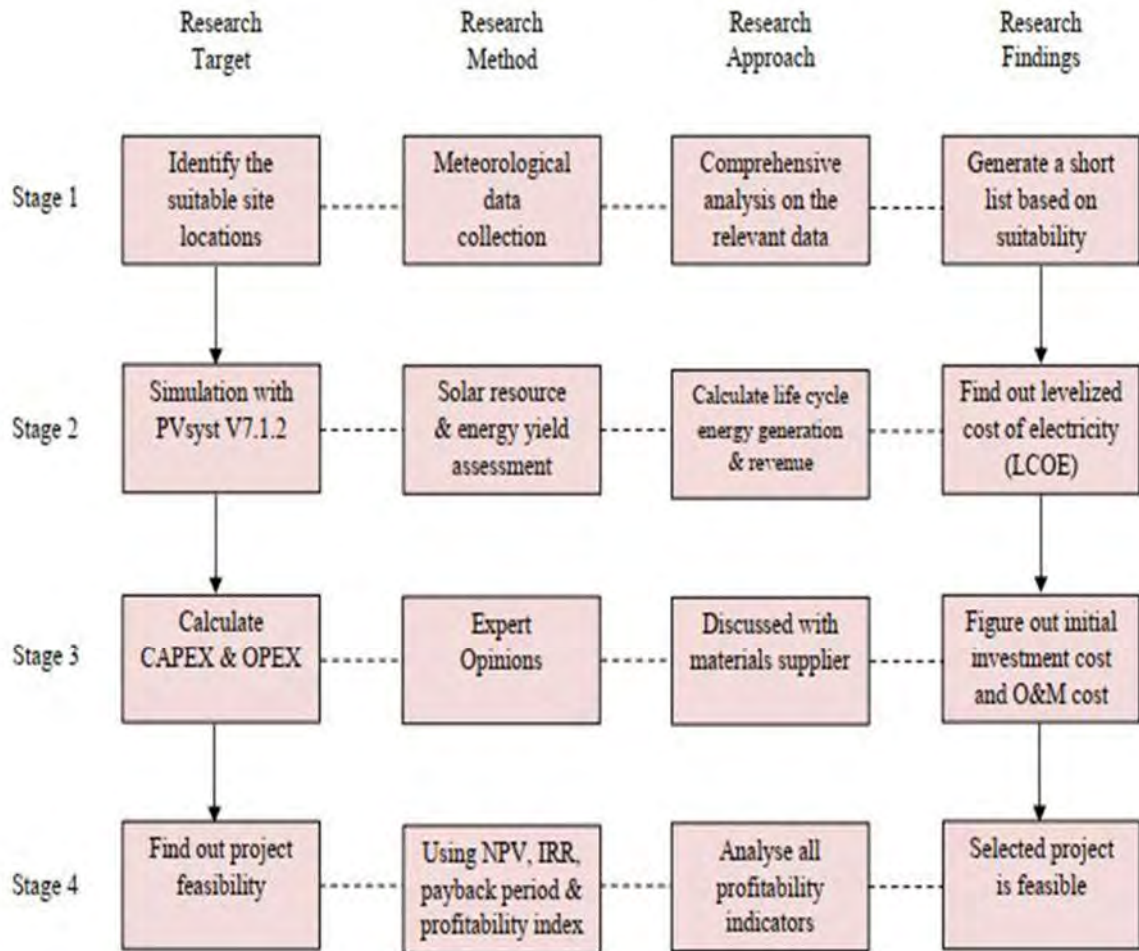 Research
Target
Research
Method
Research
Approach
Research
Findings
Stage 1
Identify the
suitable site
locations
Meteorological
data
collection
Comprehensive
analysis on the
relevant data
Generate a short
list based on
suitability
Stage 2
Simulation with
PVsyst V7.1.2
Solar resource
& energy yield
assessment
Calculate life cycle
energy generation
& revenue
Find out levelized
cost of electricity
(LCOE)
Stage 3
Calculate
CAPEX & OPEX
Expert
Opinions
Discussed with
materials supplier
Figure out initial
investment cost
and O&M cost
Stage 4
Find out project
feasibility
Using NPV, IRR,
payback period &
profitability index
Analyse all
profitability
indicators
Selected project
is feasible